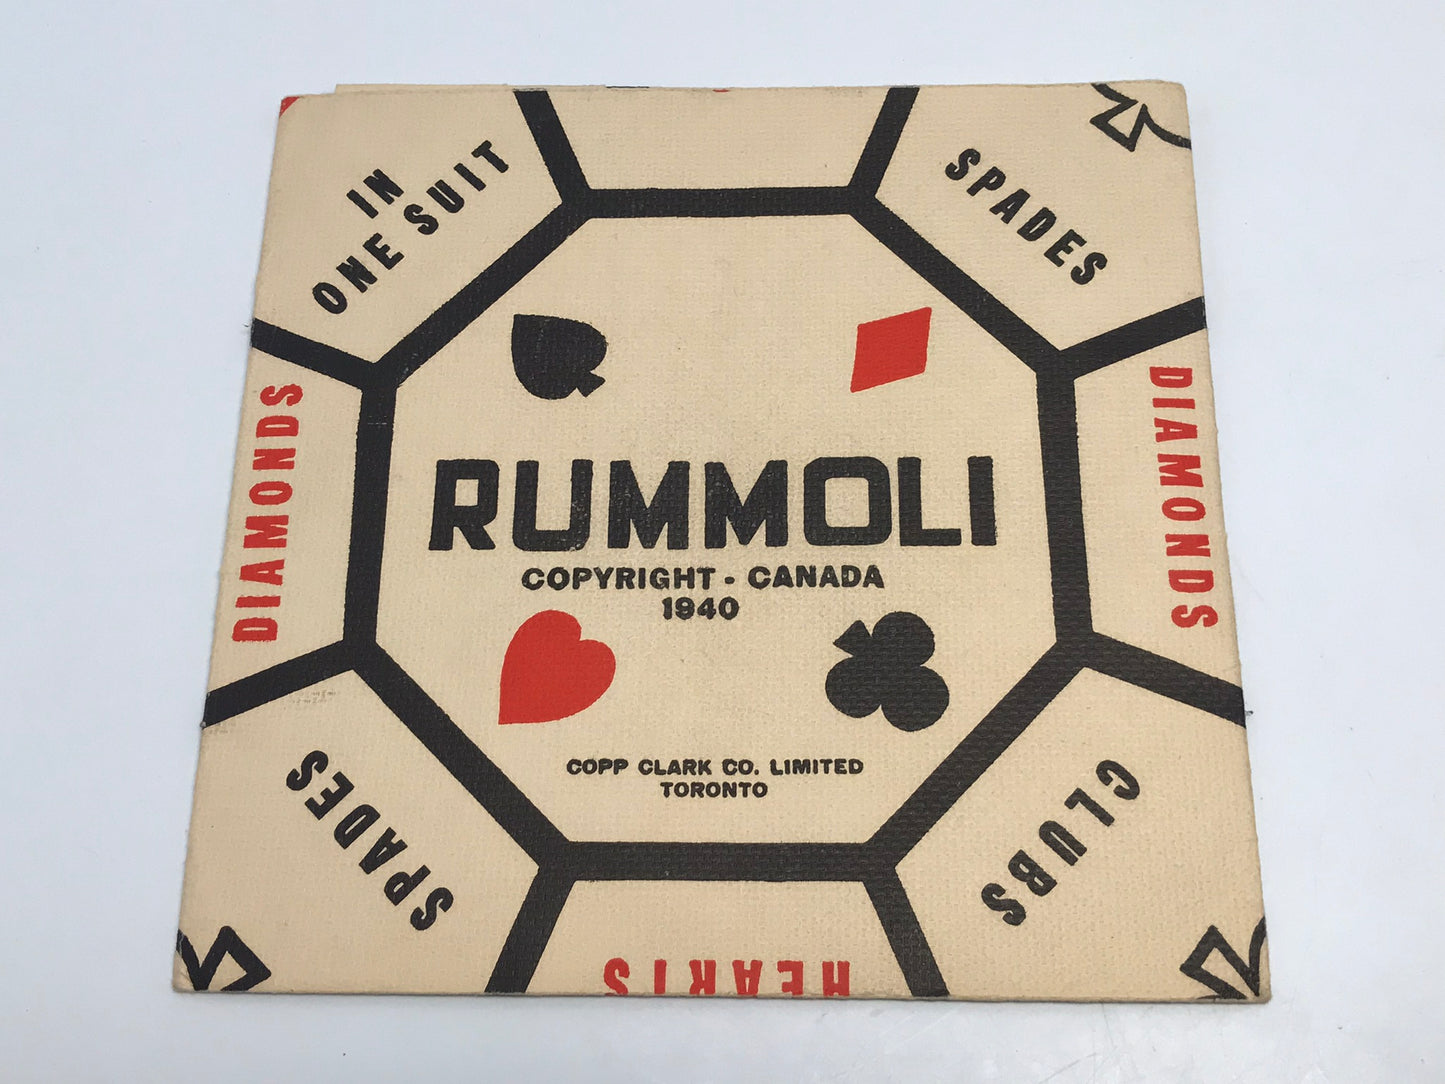 IN
ONE SUIT
SPADES
DIAMONDS
DIAMONDS
RUMMOLI
COPYRIGHT - CANADA
1940
COPP CLARK CO. LIMITED
TORONTO
SPADES
CLUBS
HEARTS